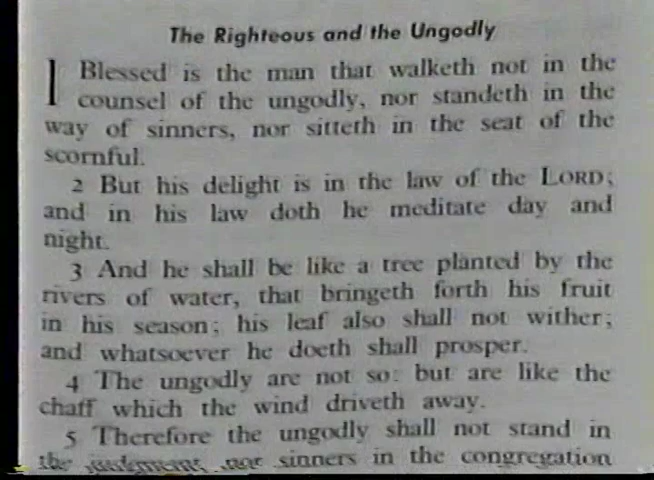 The Righteous and the Ungodly
1 Blessed is the man that walketh not in the
counsel of the ungodly, nor standeth in the
way of sinners, nor sitteth in the seat of the
scornful.
2 But his delight is in the law of the LORD;
and in his law doth he meditate day and
night.
3 And he shall be like a tree planted by the
rivers of water, that bringeth forth his fruit
in his season; his leaf also shall not wither;
and whatsoever he doeth shall prosper.
4 The ungodly are not so: but are like the
chaff which the wind driveth away.
5 Therefore the ungodly shall not stand in
the judgment, nor sinners in the congregation